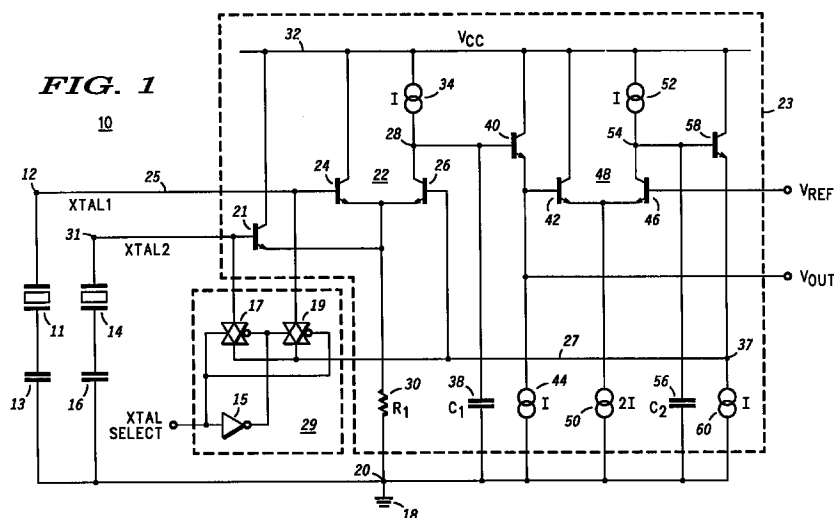 FIG. 1
10
32
VCC
I
34
I
52
23
28
40
54
58
12
25
24
22
26
48
VREF
XTAL1
21
42
46
31
XTAL2
VOUT
17
19
11
14
27
37
30
38
44
56
13
16
15
R1
C1
I
50
2I
C2
I
60
XTAL
SELECT
29
20
18